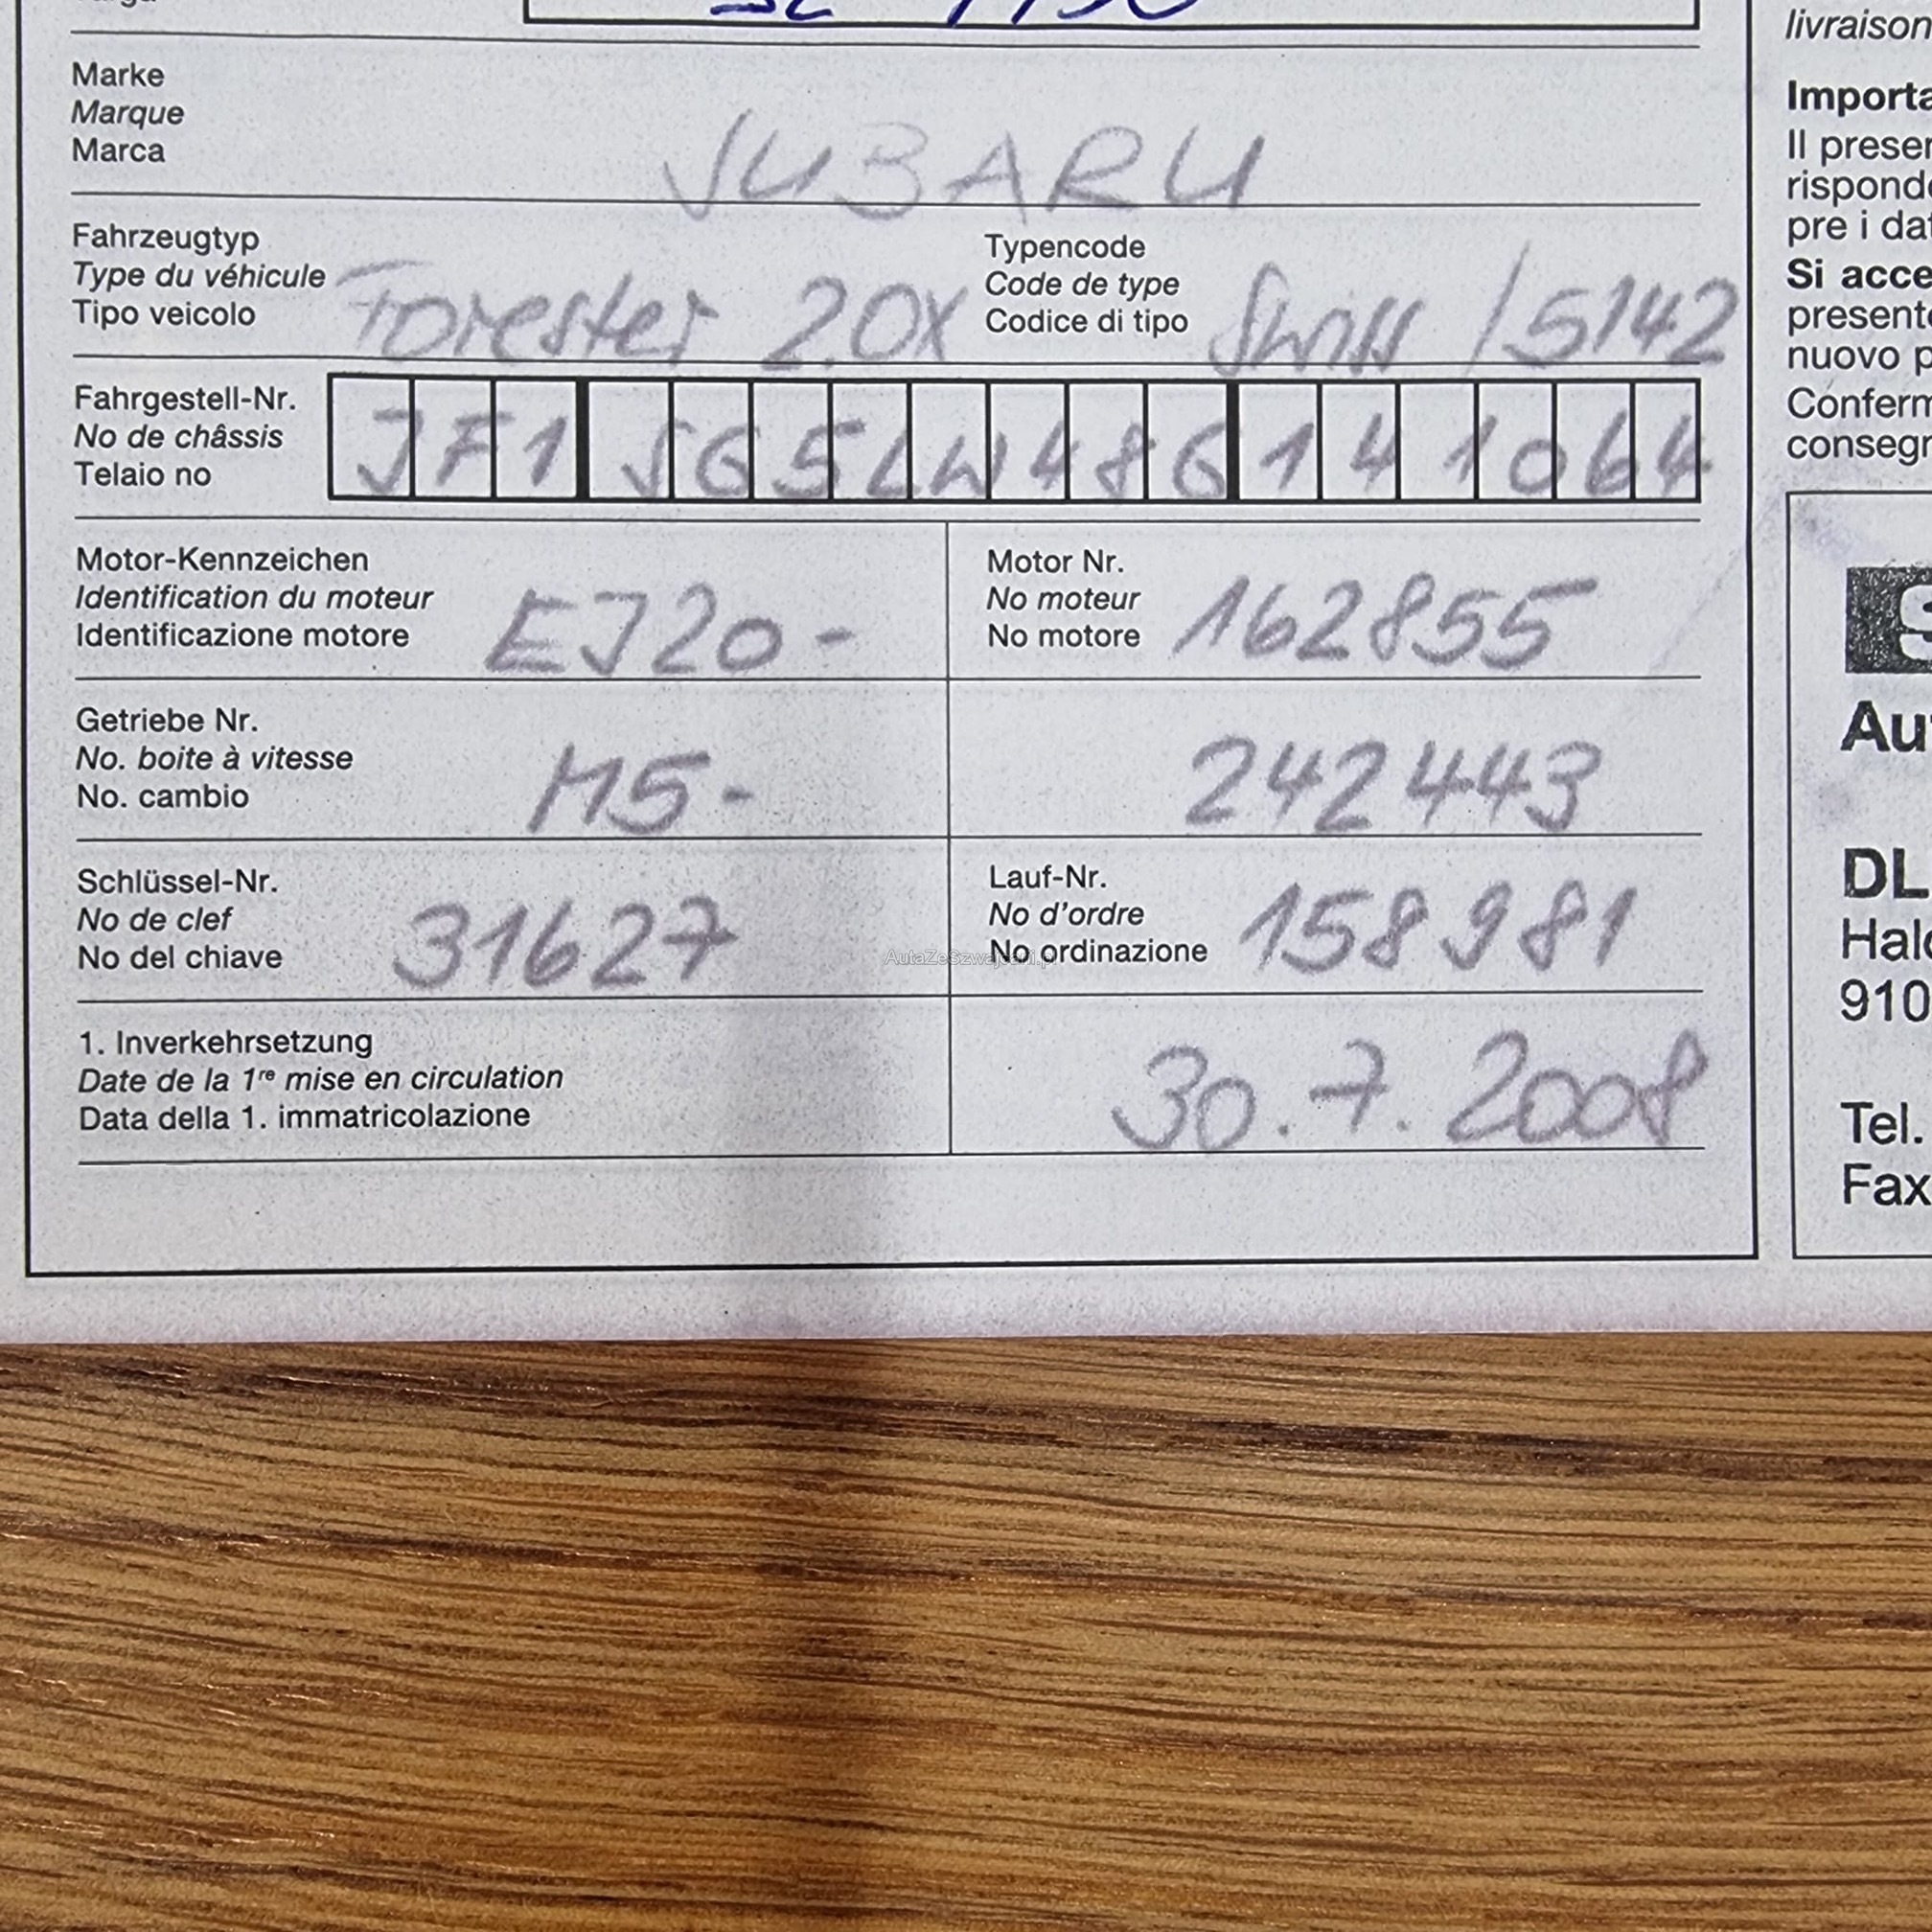 livraison
Marke
Marque
Marca
SUBARU
Importa
Il preser
risponde
pre i dat
Si acce
presente
nuovo p
Conferm
consegr
Fahrzeugtyp
Type du véhicule
Tipo veicolo
Forester 2.0X
Typencode
Code de type
Codice di tipo
Swiss / 5142
Fahrgestell-Nr.
No de châssis
Telaio no
JF1SG5LW48G141064
Motor-Kennzeichen
Identification du moteur
Identificazione motore
EJ20-
Motor Nr.
No moteur
No motore
162855
Getriebe Nr.
No. boite à vitesse
No. cambio
M5-
242443
Schlüssel-Nr.
No de clef
No del chiave
31627
Lauf-Nr.
No d'ordre
No ordinazione
158981
AutaZeSzwajcarii.pl
1. Inverkehrsetzung
Date de la 1re mise en circulation
Data della 1. immatricolazione
30.7.2008
S
Au
DL
Hal
910
Tel.
Fax